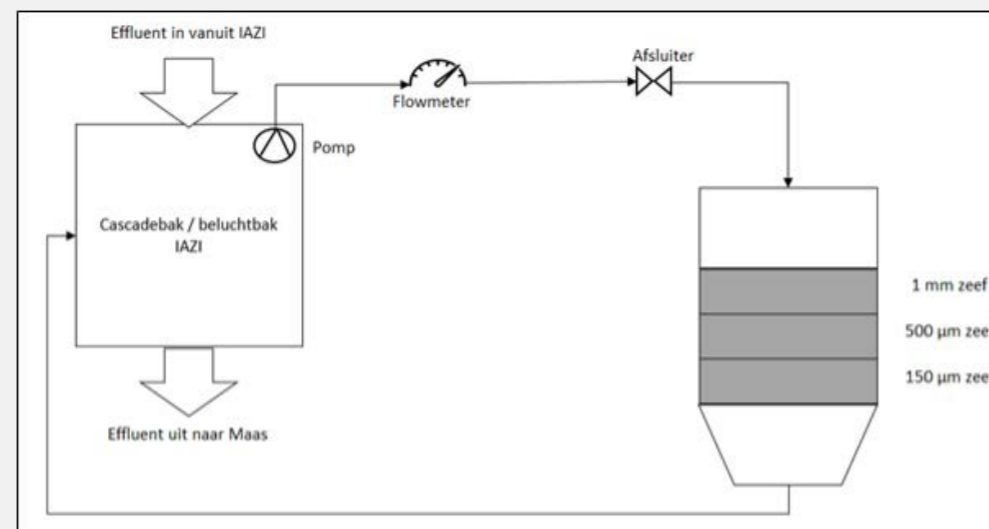 Effluent in vanuit IAZI
Afsluiter
Flowmeter
Pomp
Cascadebak / beluchtbak
IAZI
1 mm zeef
500 µm zee
150 µm zee
Effluent uit naar Maas